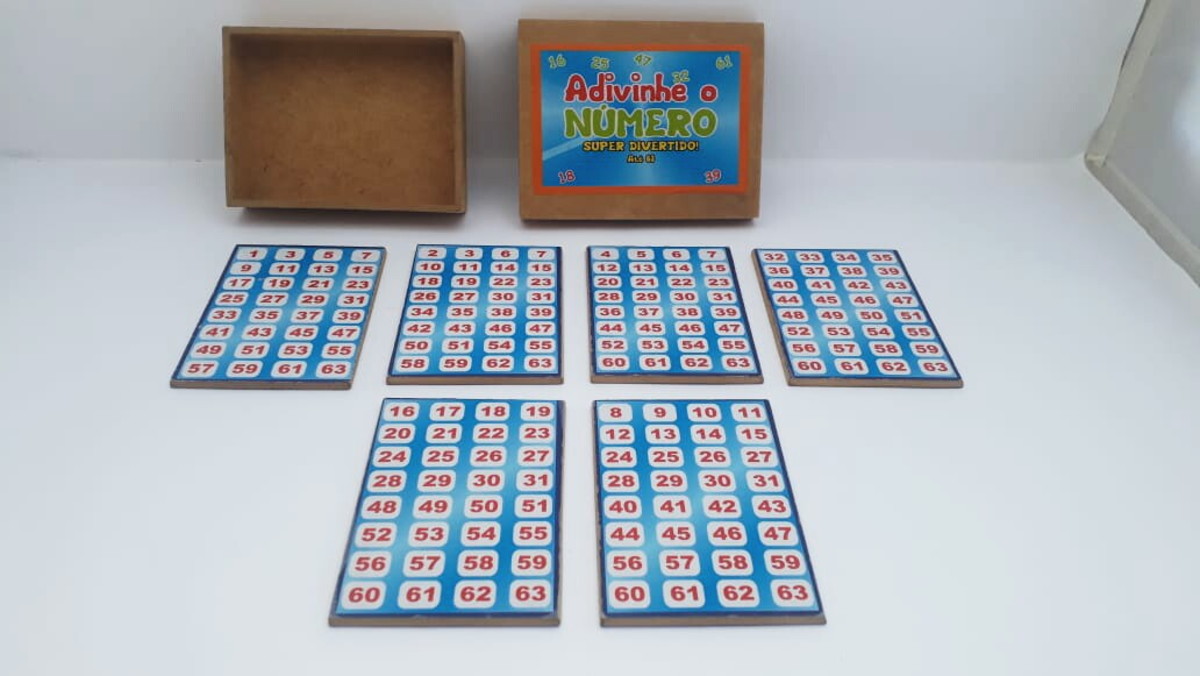 16 25 47 32 61
Adivinhe o
NÚMERO
SUPER DIVERTIDO!
Até
18 39
1 3 5 7
9 11 13 15
17 19 21 23
25 27 29 31
33 35 37 39
41 43 45 47
49 51 53 55
57 59 61 63
2 3 6 7
10 11 14 15
18 19 22 23
26 27 30 31
34 35 38 39
42 43 46 47
50 51 54 55
58 59 62 63
4 5 6 7
12 13 14 15
20 21 22 23
28 29 30 31
36 37 38 39
44 45 46 47
52 53 54 55
60 61 62 63
32 33 34 35
36 37 38 39
40 41 42 43
44 45 46 47
48 49 50 51
52 53 54 55
56 57 58 59
60 61 62 63
16 17 18 19
20 21 22 23
24 25 26 27
28 29 30 31
48 49 50 51
52 53 54 55
56 57 58 59
60 61 62 63
8 9 10 11
12 13 14 15
24 25 26 27
28 29 30 31
40 41 42 43
44 45 46 47
56 57 58 59
60 61 62 63